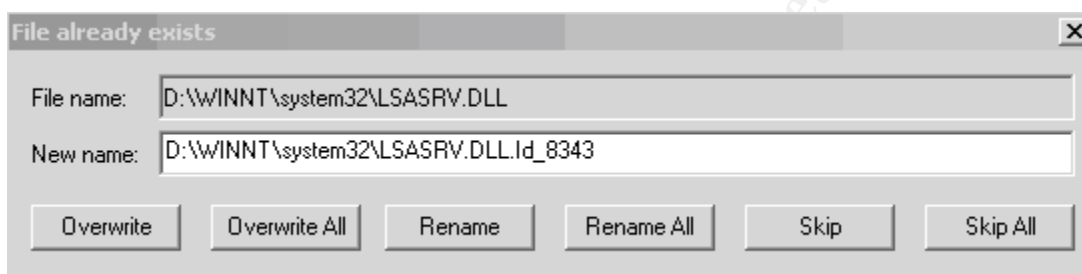 File already exists
File name: D:\WINNT\system32\LSASRV.DLL
New name: D:\WINNT\system32\LSASRV.DLL.Id_8343
Overwrite Overwrite All Rename Rename All Skip Skip All